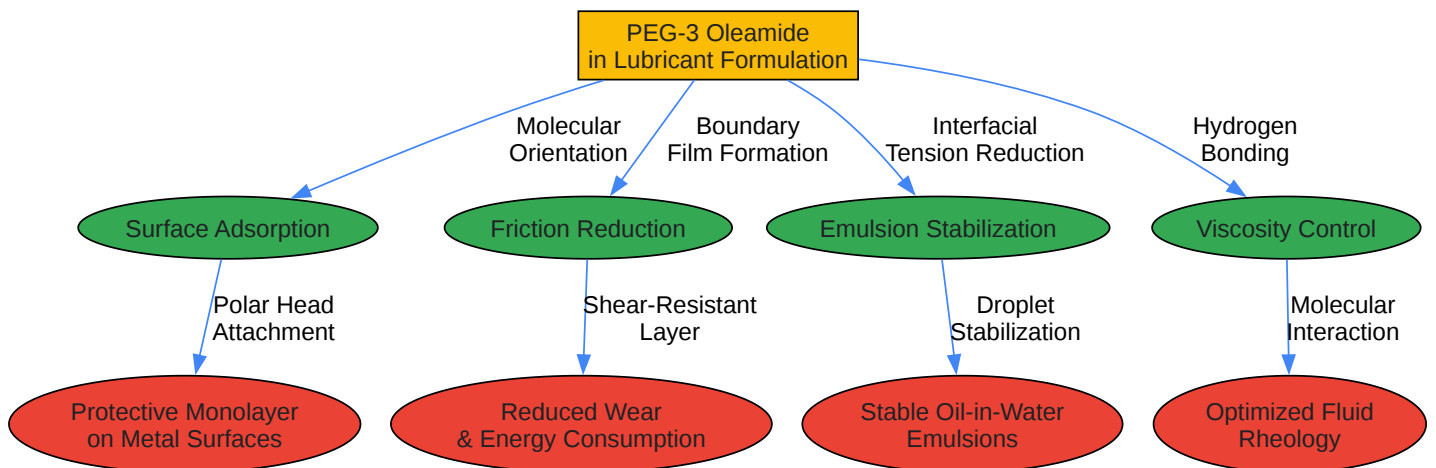 PEG-3 Oleamide
in Lubricant Formulation
Molecular
Orientation
Boundary
Film Formation
Interfacial
Tension Reduction
Hydrogen
Bonding
Surface Adsorption
Friction Reduction
Emulsion Stabilization
Viscosity Control
Polar Head
Attachment
Shear-Resistant
Layer
Droplet
Stabilization
Molecular
Interaction
Protective Monolayer
on Metal Surfaces
Reduced Wear
& Energy Consumption
Stable Oil-in-Water
Emulsions
Optimized Fluid
Rheology